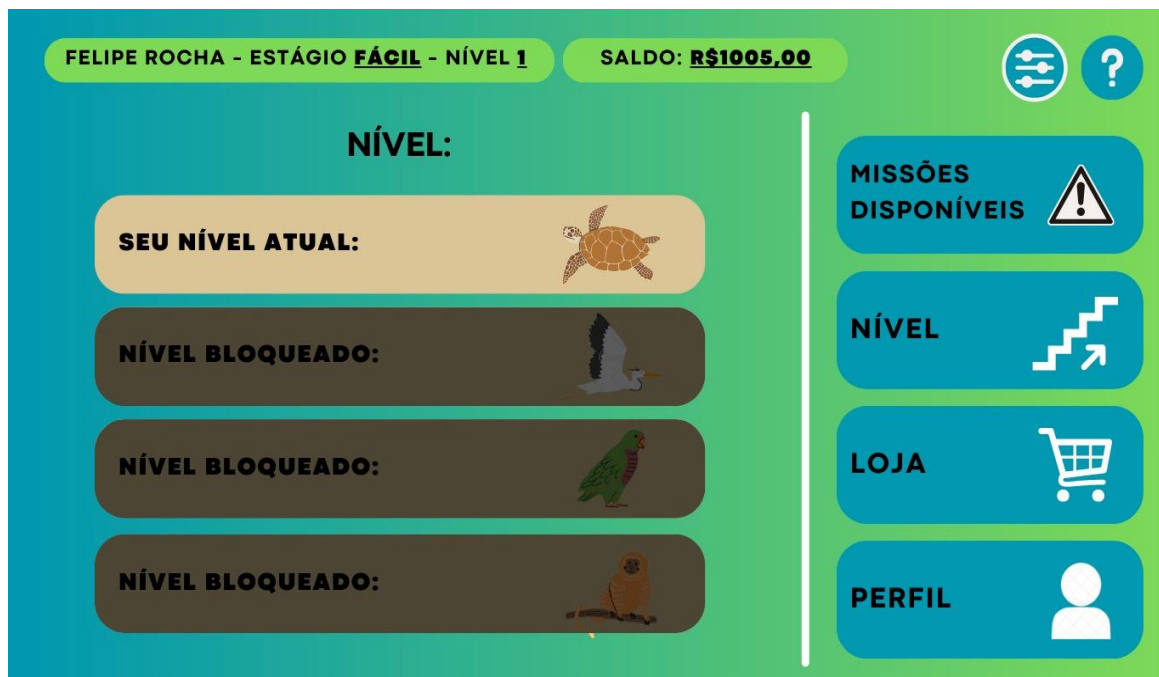 FELIPE ROCHA - ESTÁGIO FÁCIL - NÍVEL 1
SALDO: R$1005,00
?
NÍVEL:
SEU NÍVEL ATUAL:
NÍVEL BLOQUEADO:
NÍVEL BLOQUEADO:
NÍVEL BLOQUEADO:
MISSÕES
DISPONÍVEIS
NÍVEL
LOJA
PERFIL